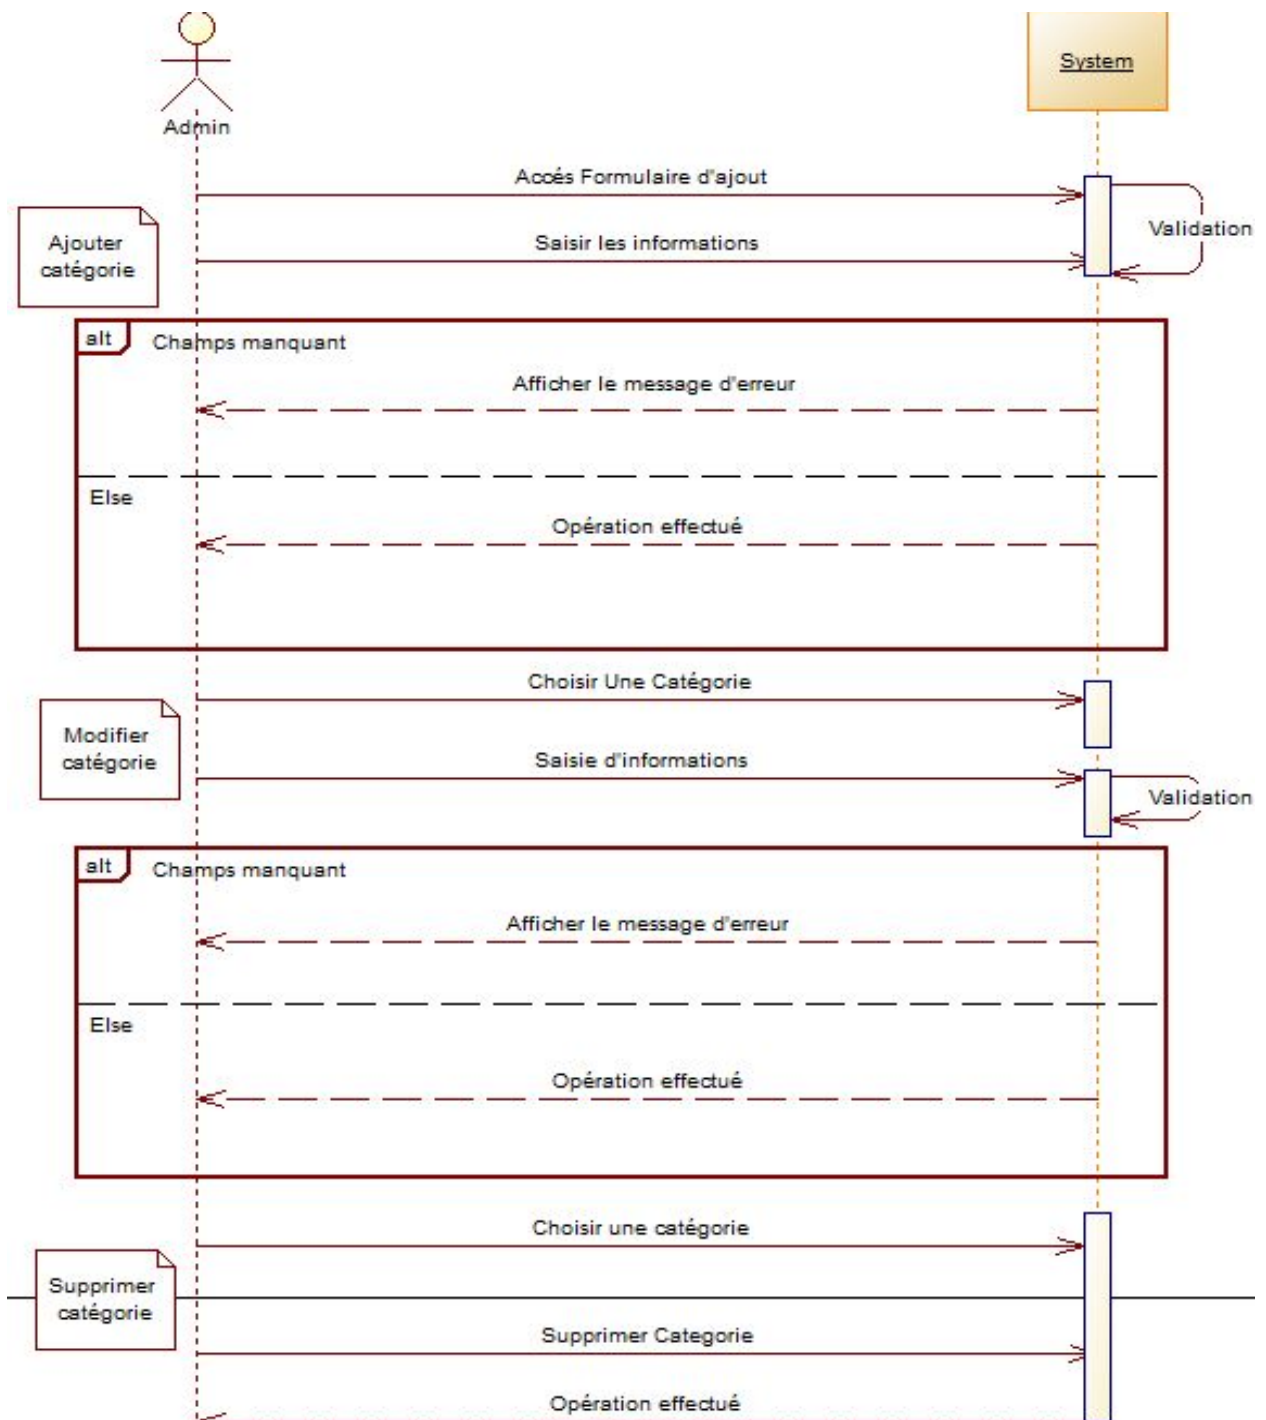 System
Admin
Accés Formulaire d'ajout
Validation
Ajouter
catégorie
Saisir les informations
alt
Champs manquant
Afficher le message d'erreur
Else
Opération effectué
Choisir Une Catégorie
Modifier
catégorie
Saisie d'informations
Validation
alt
Champs manquant
Afficher le message d'erreur
Else
Opération effectué
Choisir une catégorie
Supprimer
catégorie
Supprimer Categorie
Opération effectué